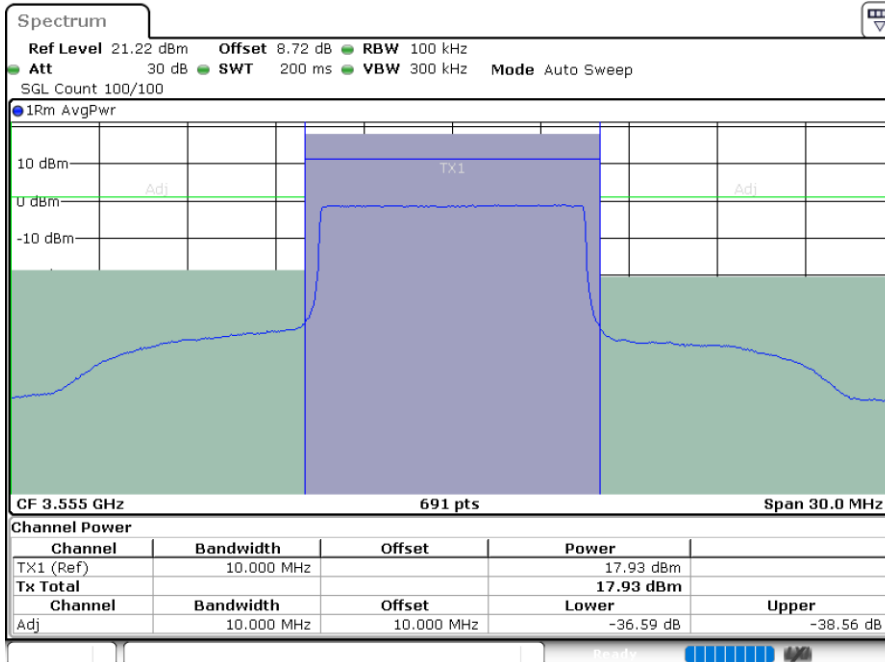 Spectrum
Ref Level 21.22 dBm Offset 8.72 dB RBW 100 kHz
Att 30 dB SWT 200 ms VBW 300 kHz Mode Auto Sweep
SGL Count 100/100
1Rm AvgPwr
10 dBm
TX1
Adj Adj
0 dBm
-10 dBm
CF 3.555 GHz 691 pts Span 30.0 MHz
Channel Power
Channel Bandwidth Offset Power
TX1 (Ref) 10.000 MHz 17.93 dBm
Tx Total 17.93 dBm
Channel Bandwidth Offset Lower Upper
Adj 10.000 MHz 10.000 MHz -36.59 dB -38.56 dB
Ready